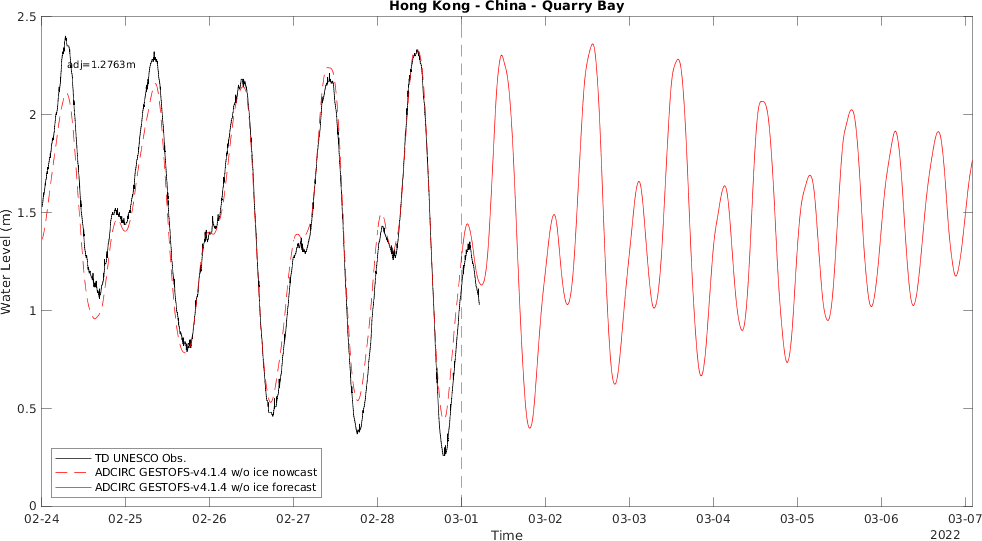 Hong Kong - China - Quarry Bay
2.5
adj=1.2763m
2
1.5
Water Level (m)
1
0.5
TD UNESCO Obs.
ADCIRC GESTOFS-v4.1.4 w/o ice nowcast
ADCIRC GESTOFS-v4.1.4 w/o ice forecast
0
02-24 02-25 02-26 02-27 02-28 03-01 03-02 03-03 03-04 03-05 03-06 03-07
Time
2022